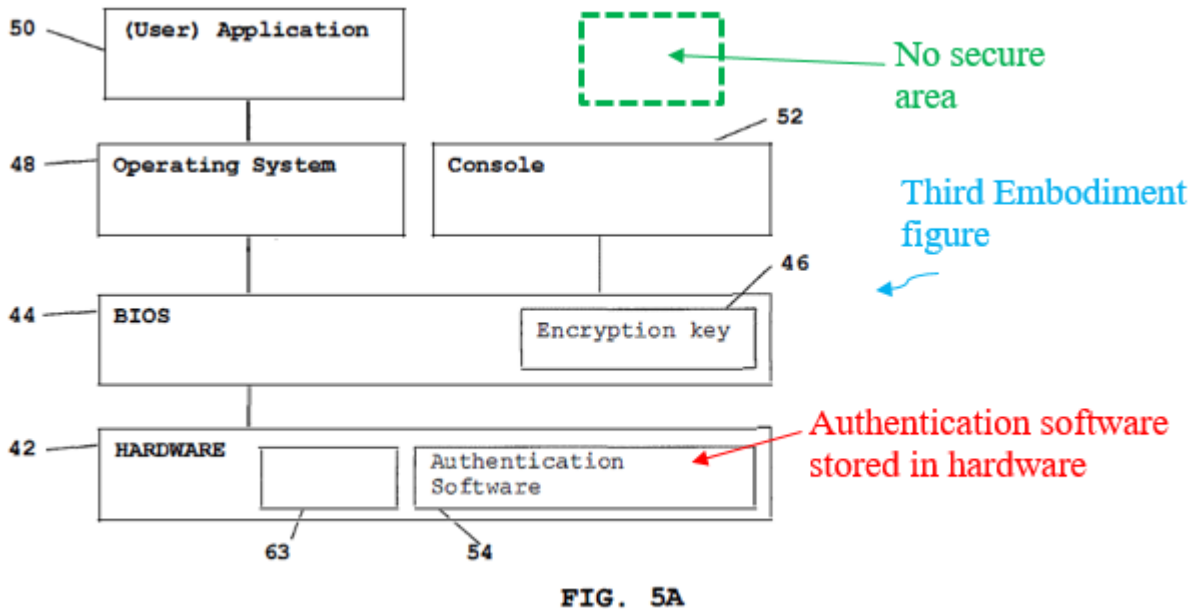 50
(User) Application
No secure
area
52
48
Operating System
Console
Third Embodiment
figure
46
44
BIOS
Encryption key
42
HARDWARE
Authentication
Software
Authentication software
stored in hardware
63
54
FIG. 5A